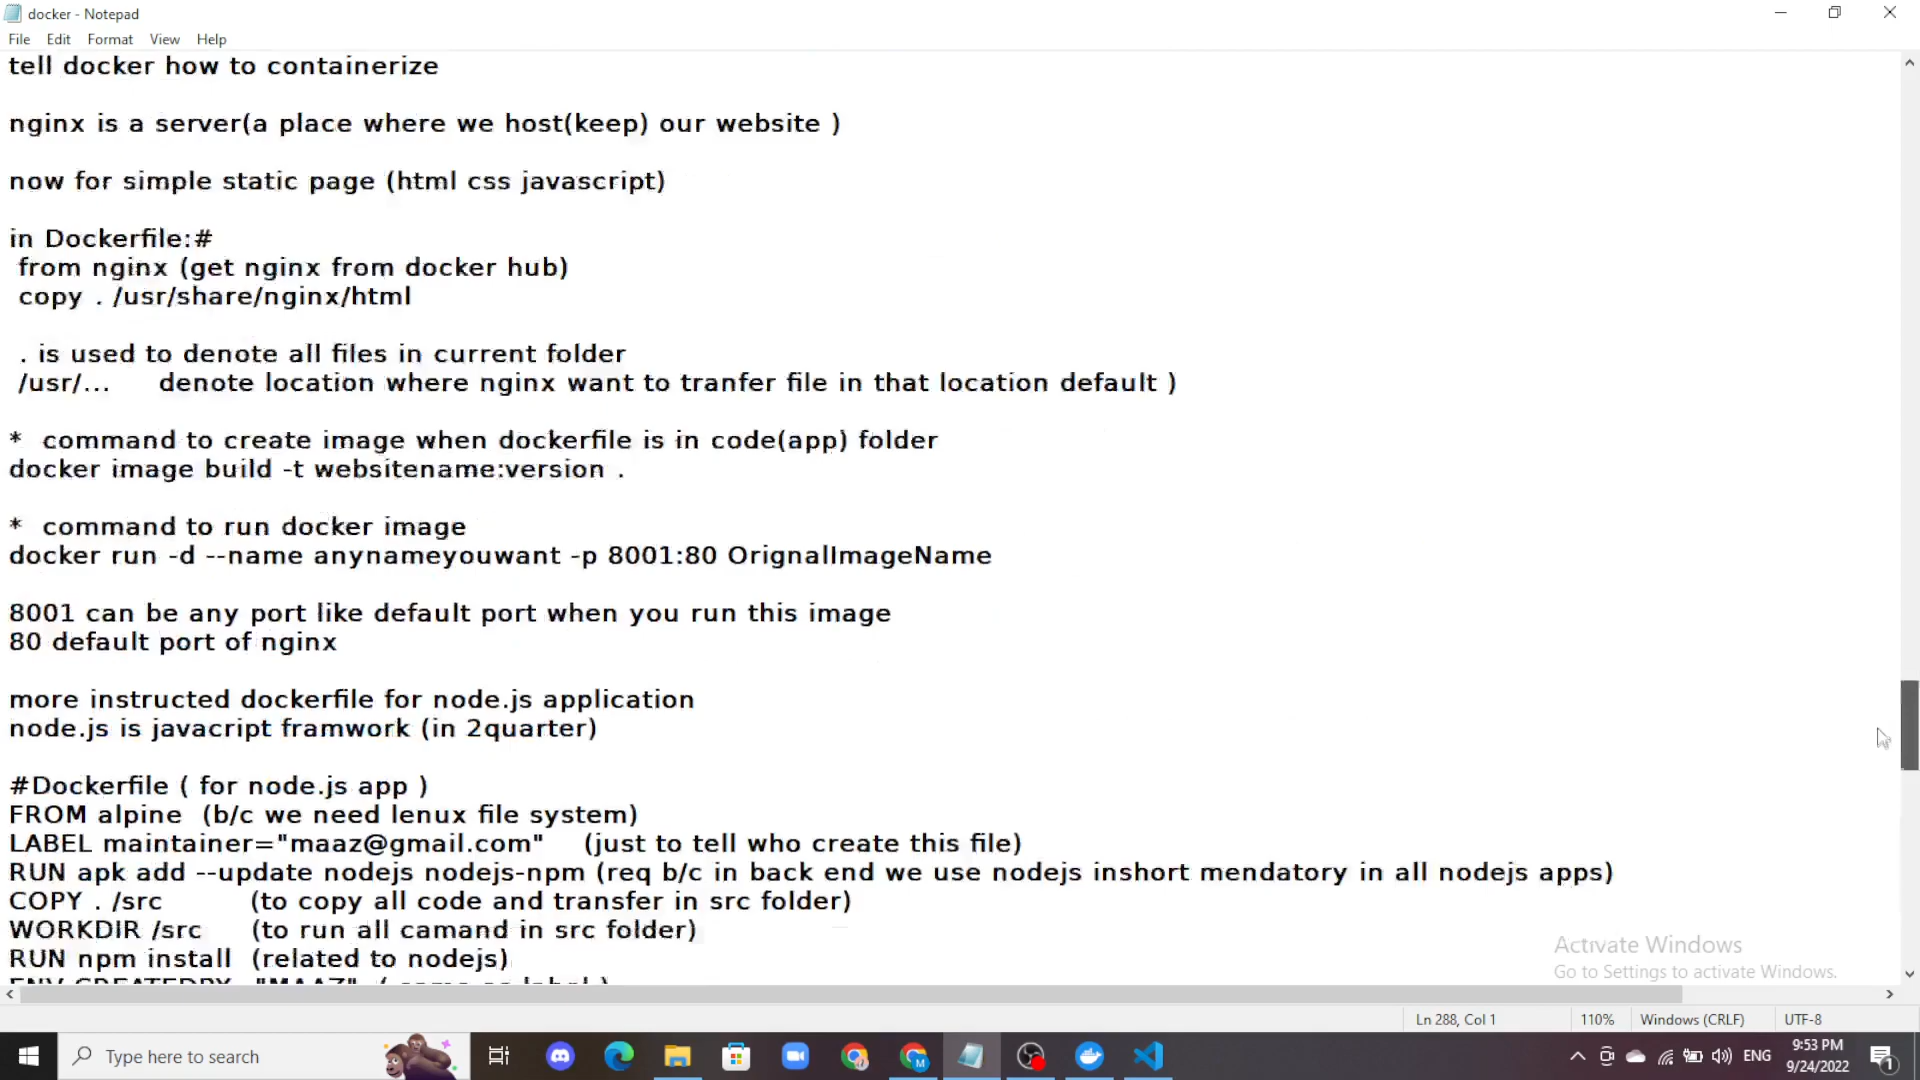 docker - Notepad
File Edit Format View Help
tell docker how to containerize
nginx is a server(a place where we host(keep) our website )
now for simple static page (html css javascript)
in Dockerfile:#
from nginx (get nginx from docker hub)
copy . /usr/share/nginx/html
. is used to denote all files in current folder
/usr/... denote location where nginx want to tranfer file in that location default )
* command to create image when dockerfile is in code(app) folder
docker image build -t websitename:version .
* command to run docker image
docker run -d --name anynameyouwant -p 8001:80 OrignalImageName
8001 can be any port like default port when you run this image
80 default port of nginx
more instructed dockerfile for node.js application
node.js is javacript framwork (in 2quarter)
#Dockerfile ( for node.js app )
FROM alpine (b/c we need lenux file system)
LABEL maintainer="maaz@gmail.com" (just to tell who create this file)
RUN apk add --update nodejs nodejs-npm (req b/c in back end we use nodejs inshort mendatory in all nodejs apps)
COPY . /src (to copy all code and transfer in src folder)
WORKDIR /src (to run all camand in src folder)
RUN npm install (related to nodejs)
ENV CREATEDBY "MAAZ" ( same as label )
Activate Windows
Go to Settings to activate Windows.
Ln 288, Col 1 110% Windows (CRLF) UTF-8
Type here to search
ENG
9:53 PM
9/24/2022
1